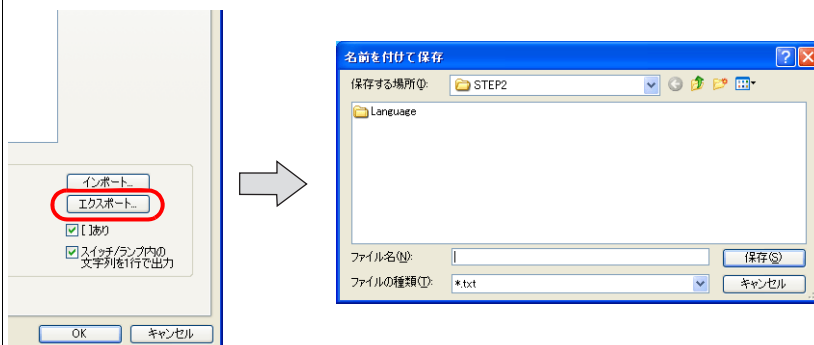 インポート...
エクスポート...
[ ]あり
スイッチ/ランプ内の
文字列を1行で出力
OK
キャンセル
名前を付けて保存
保存する場所(I):
STEP2
Language
ファイル名(N):
保存(S)
ファイルの種類(T):
*.txt
キャンセル